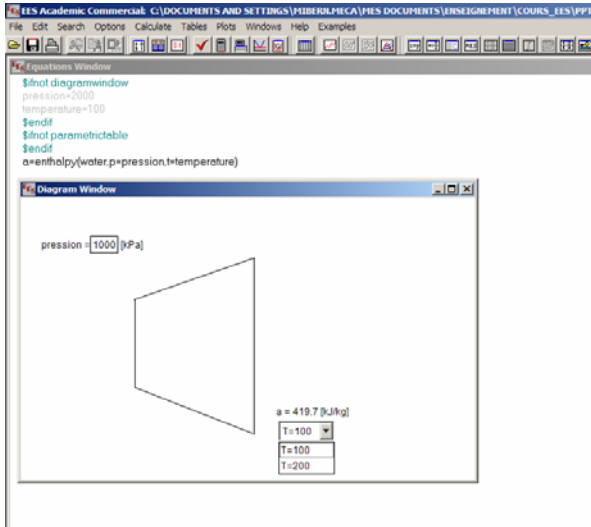 EES Academic Commercial: C:\DOCUMENTS AND SETTINGS\MIBERN.MECA\MES DOCUMENTS\ENSEIGNEMENT\COURS_EES\PPT
File Edit Search Options Calculate Tables Plots Windows Help Examples
Equations Window
$ifnot diagramwindow
pression=2000
temperature=100
$endif
$ifnot parametrictable
$endif
a=enthalpy(water,p=pression,t=temperature)
Diagram Window
pression = 1000 [kPa]
a = 419.7 [kJ/kg]
T=100
T=100
T=200